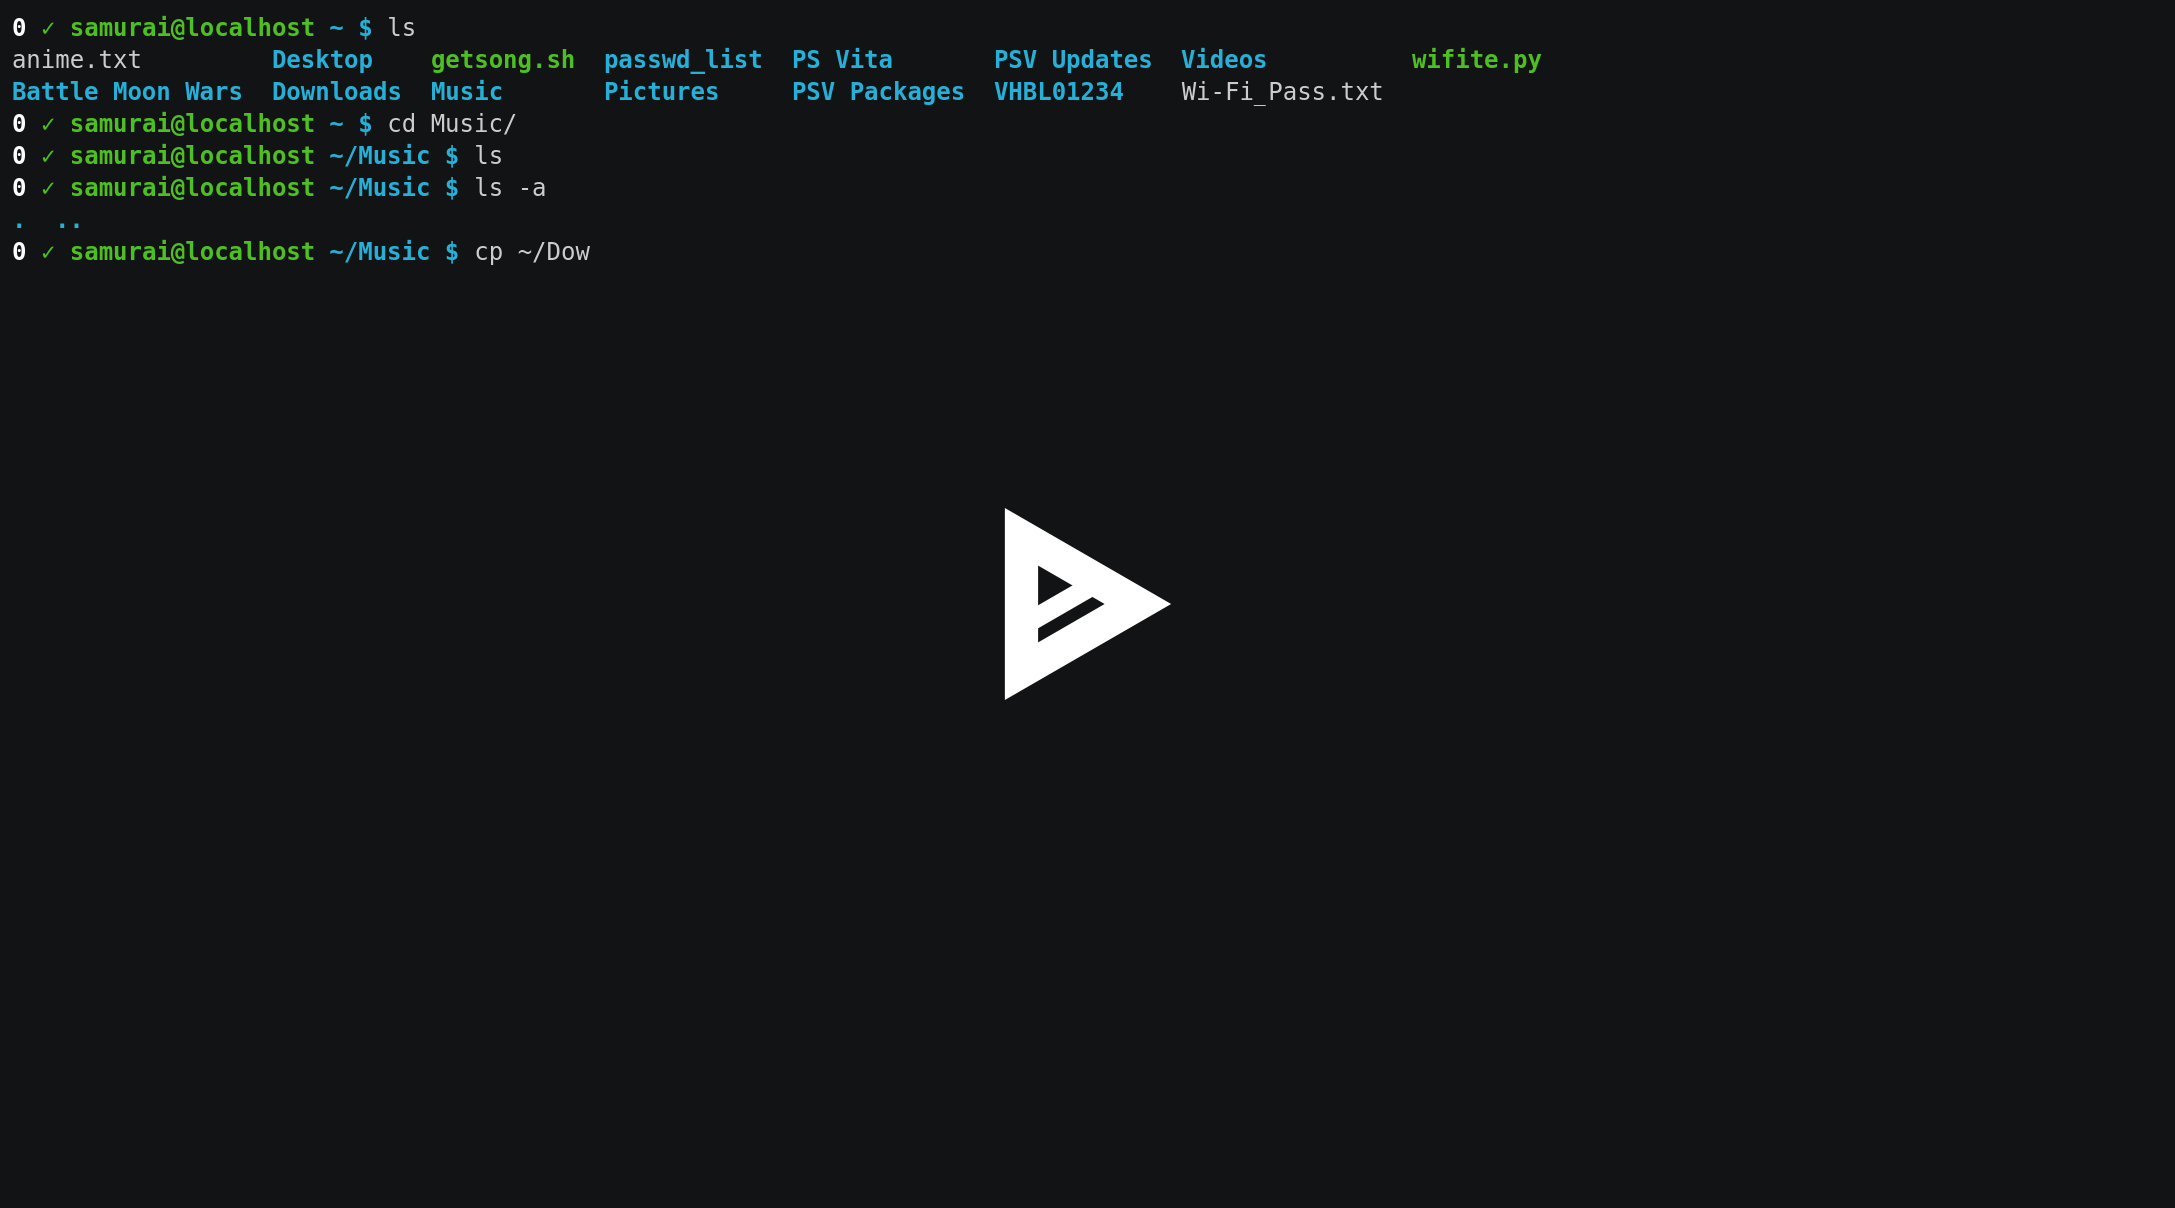 0 ✓ samurai@localhost ~ $ ls
anime.txt         Desktop    getsong.sh  passwd_list  PS Vita       PSV Updates  Videos          wifite.py
Battle Moon Wars  Downloads  Music       Pictures     PSV Packages  VHBL01234    Wi-Fi_Pass.txt
0 ✓ samurai@localhost ~ $ cd Music/
0 ✓ samurai@localhost ~/Music $ ls
0 ✓ samurai@localhost ~/Music $ ls -a
.  ..
0 ✓ samurai@localhost ~/Music $ cp ~/Dow